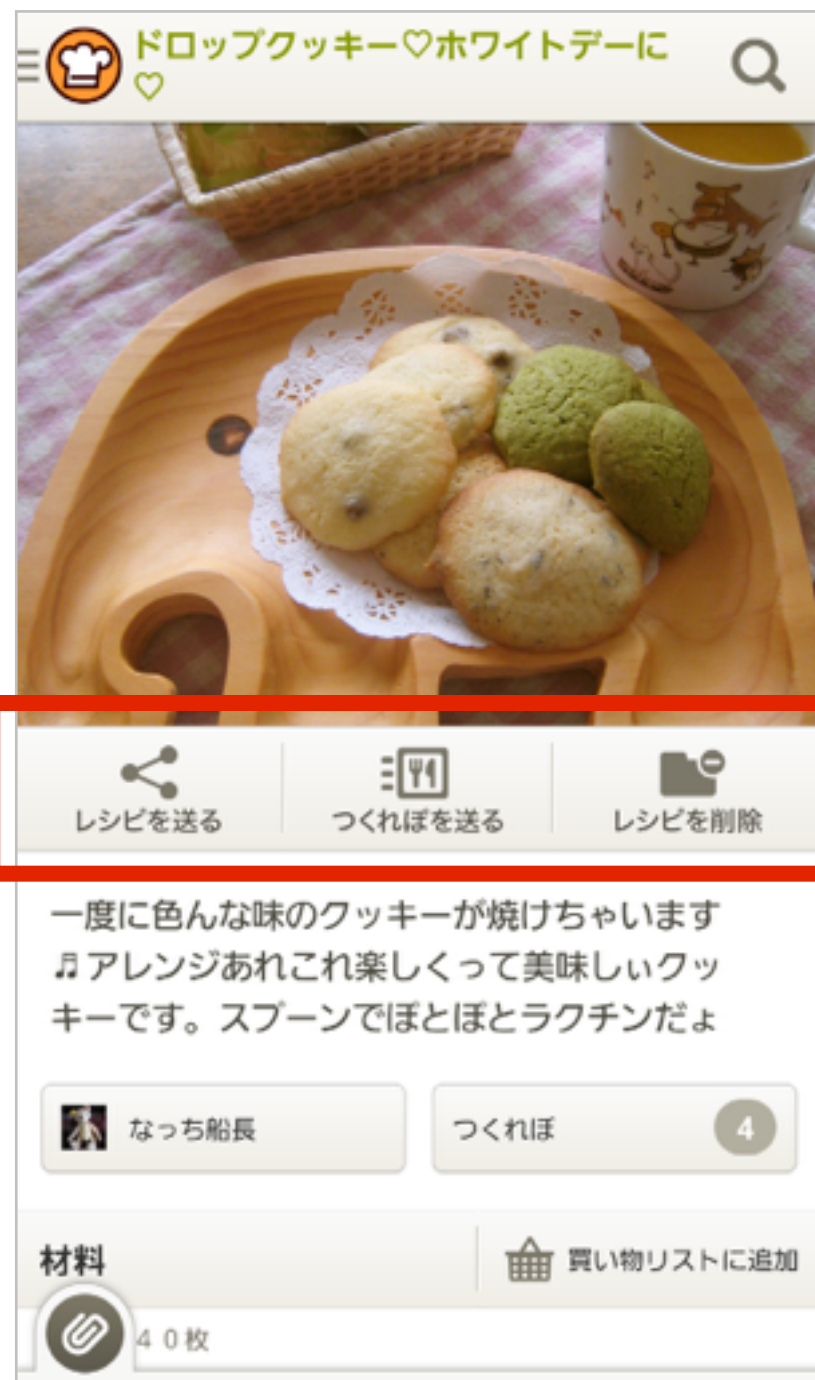 ドロップクッキー♡ホワイトデーに
♡
レシピを送る
つくれぽを送る
レシピを削除
一度に色んな味のクッキーが焼けちゃいます
♬アレンジあれこれ楽しくって美味しぃクッ
キーです。スプーンでぽとぽとラクチンだょ
なっち船長
つくれぽ
4
材料
買い物リストに追加
40枚